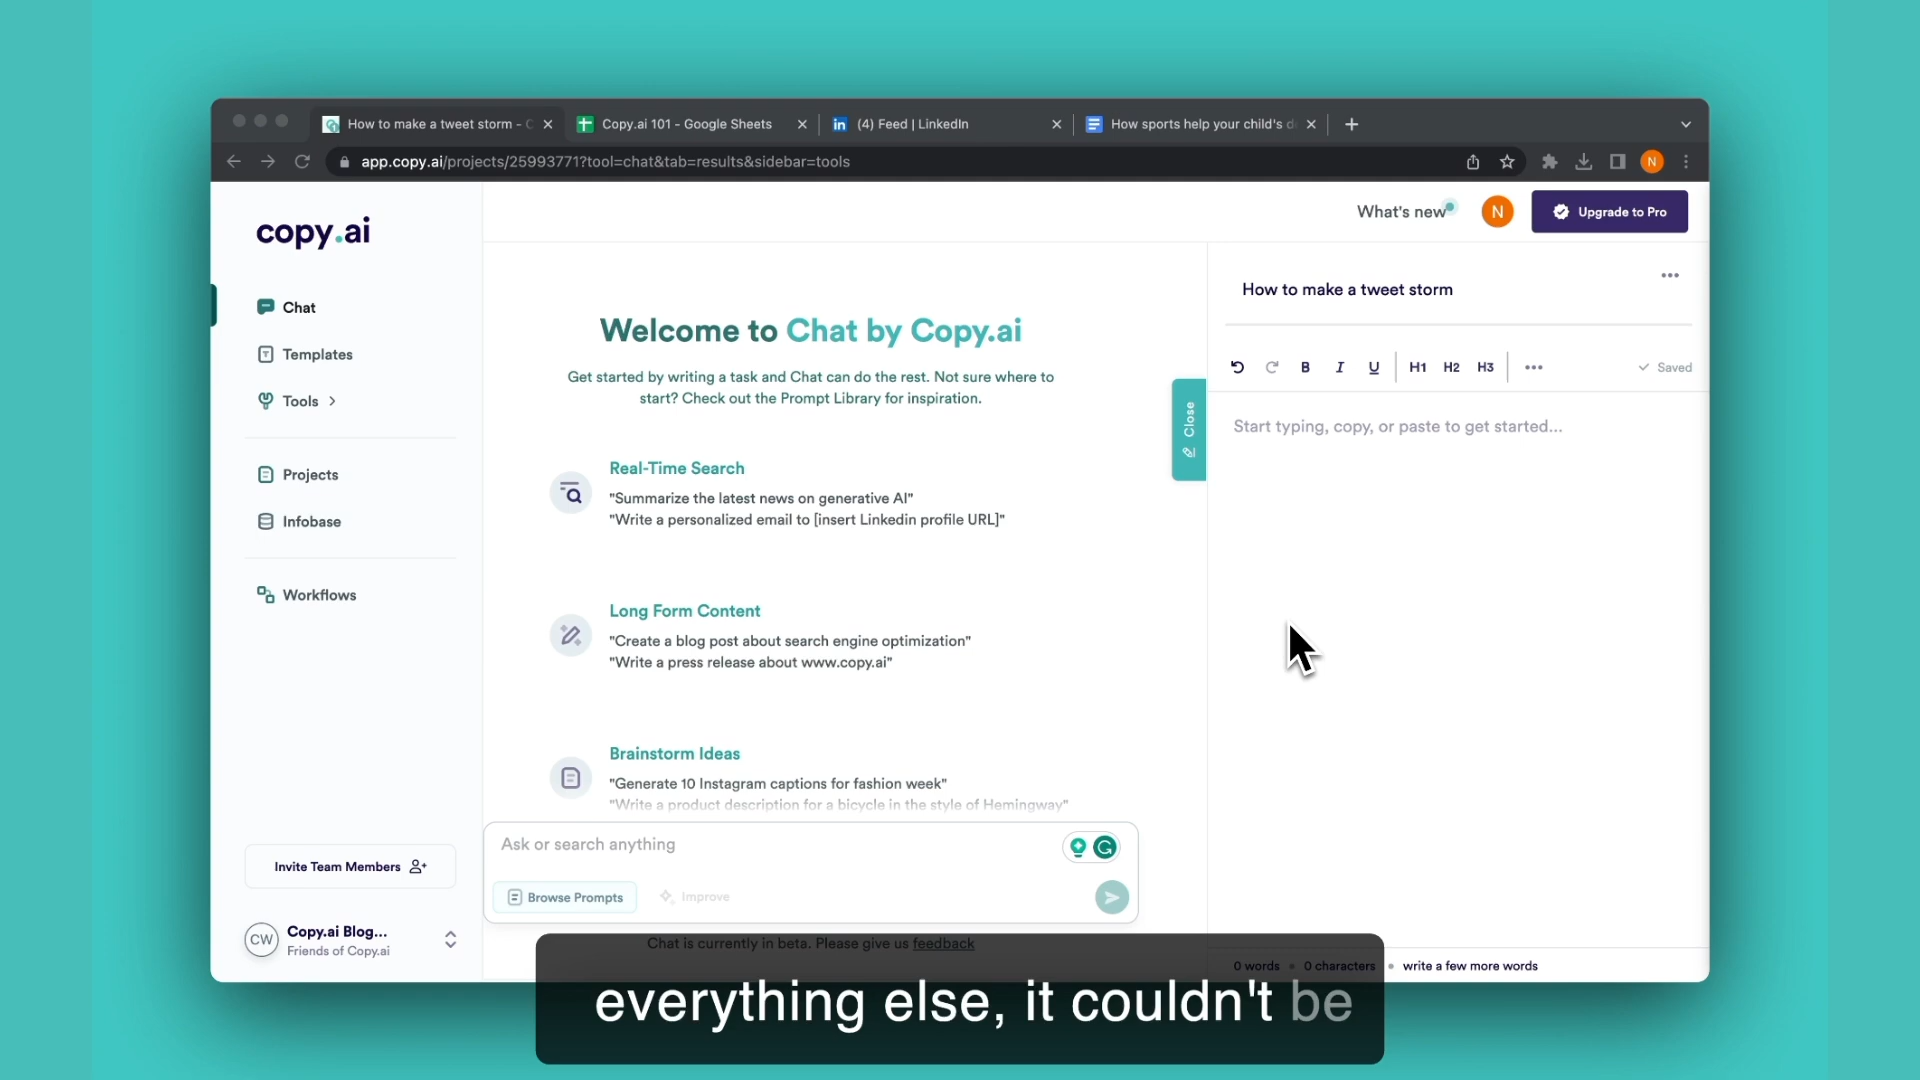 How to make a tweet storm - C
Copy.ai 101 - Google Sheets
in (4) Feed | LinkedIn
How sports help your child's d
app.copy.ai/projects/25993771?tool=chat&tab=results&sidebar=tools
N
copy.ai
What's new
N
Upgrade to Pro
Chat
Templates
Tools
Projects
Infobase
Workflows
Invite Team Members
CW
Copy.ai Blog...
Friends of Copy.ai
Welcome to Chat by Copy.ai
Get started by writing a task and Chat can do the rest. Not sure where to
start? Check out the Prompt Library for inspiration.
Real-Time Search
"Summarize the latest news on generative AI"
"Write a personalized email to [insert Linkedin profile URL]"
Long Form Content
"Create a blog post about search engine optimization"
"Write a press release about www.copy.ai"
Brainstorm Ideas
"Generate 10 Instagram captions for fashion week"
"Write a product description for a bicycle in the style of Hemingway"
Ask or search anything
Browse Prompts
Improve
Chat is currently in beta. Please give us feedback
Close
How to make a tweet storm
B I U H1 H2 H3
Saved
Start typing, copy, or paste to get started...
0 words • 0 characters • write a few more words
everything else, it couldn't be